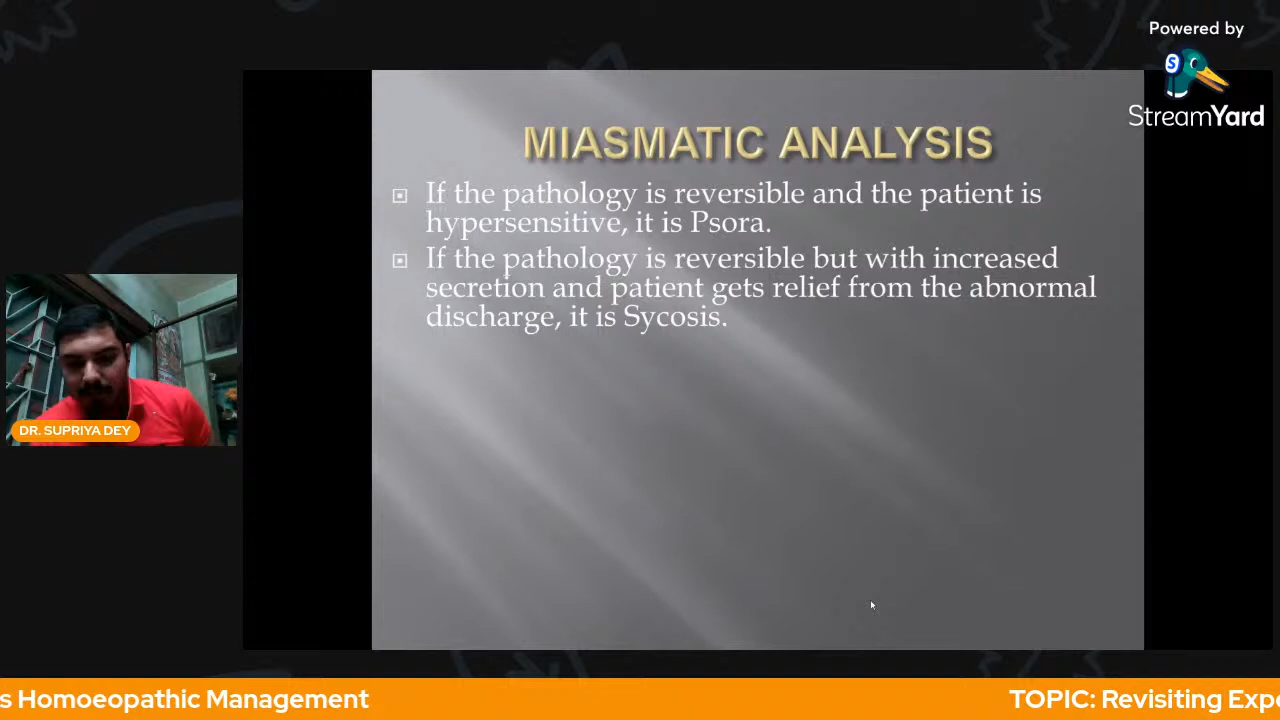 Powered by
StreamYard
MIASMATIC ANALYSIS
If the pathology is reversible and the patient is
hypersensitive, it is Psora.
If the pathology is reversible but with increased
secretion and patient gets relief from the abnormal
discharge, it is Sycosis.
DR. SUPRIYA DEY
s Homoeopathic Management
TOPIC: Revisiting Exp